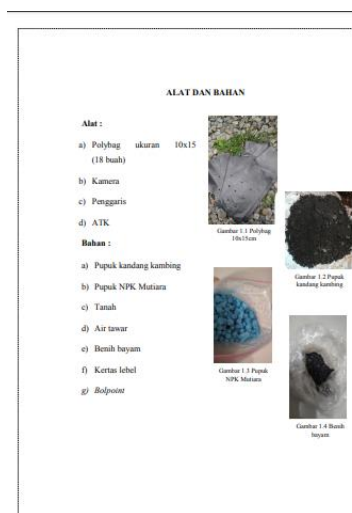 ALAT DAN BAHAN
Alat :
a) Polybag ukuran 10x15
(18 buah)
b) Kamera
c) Penggaris
d) ATK
Bahan :
a) Pupuk kandang kambing
b) Pupuk NPK Mutiara
c) Tanah
d) Air tawar
e) Benih bayam
f) Kertas lebel
g) Bolpoint
Gambar 1.1 Polybag
10x15cm
Gambar 1.2 Pupuk
kandang kambing
Gambar 1.3 Pupuk
NPK Mutiara
Gambar 1.4 Benih
bayam